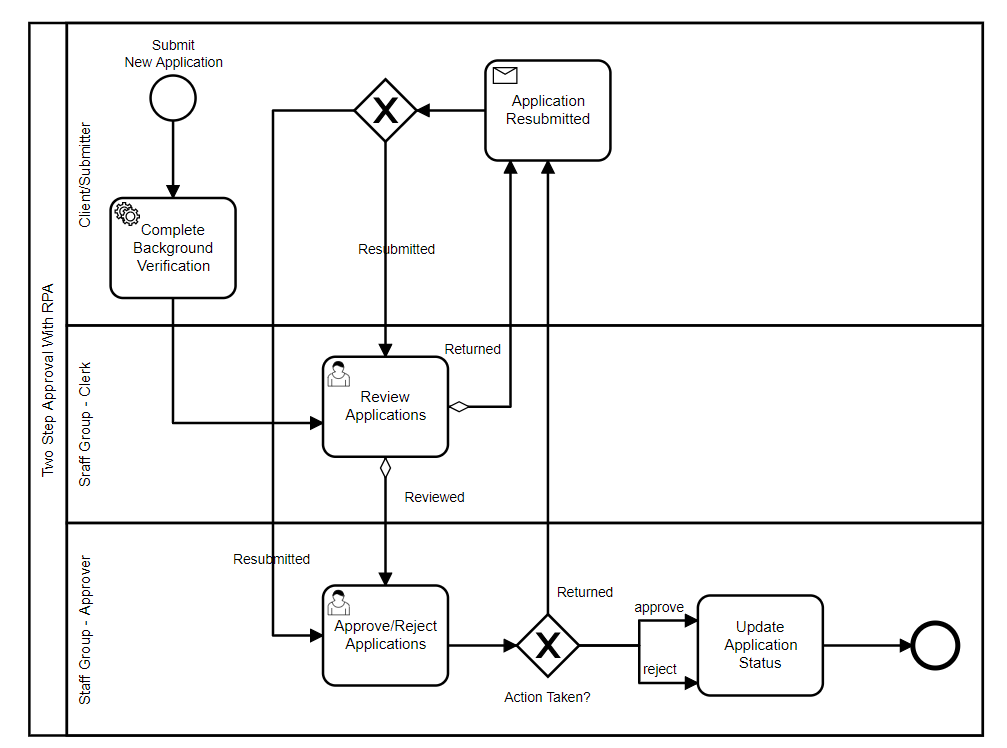 Two Step Approval With RPA
Client/Submitter
Submit
New Application
Complete
Background
Verification
Application
Resubmitted
Resubmitted
Sraff Group - Clerk
Returned
Review
Applications
Reviewed
Staff Group - Approver
Resubmitted
Approve/Reject
Applications
Returned
Action Taken?
approve
reject
Update
Application
Status